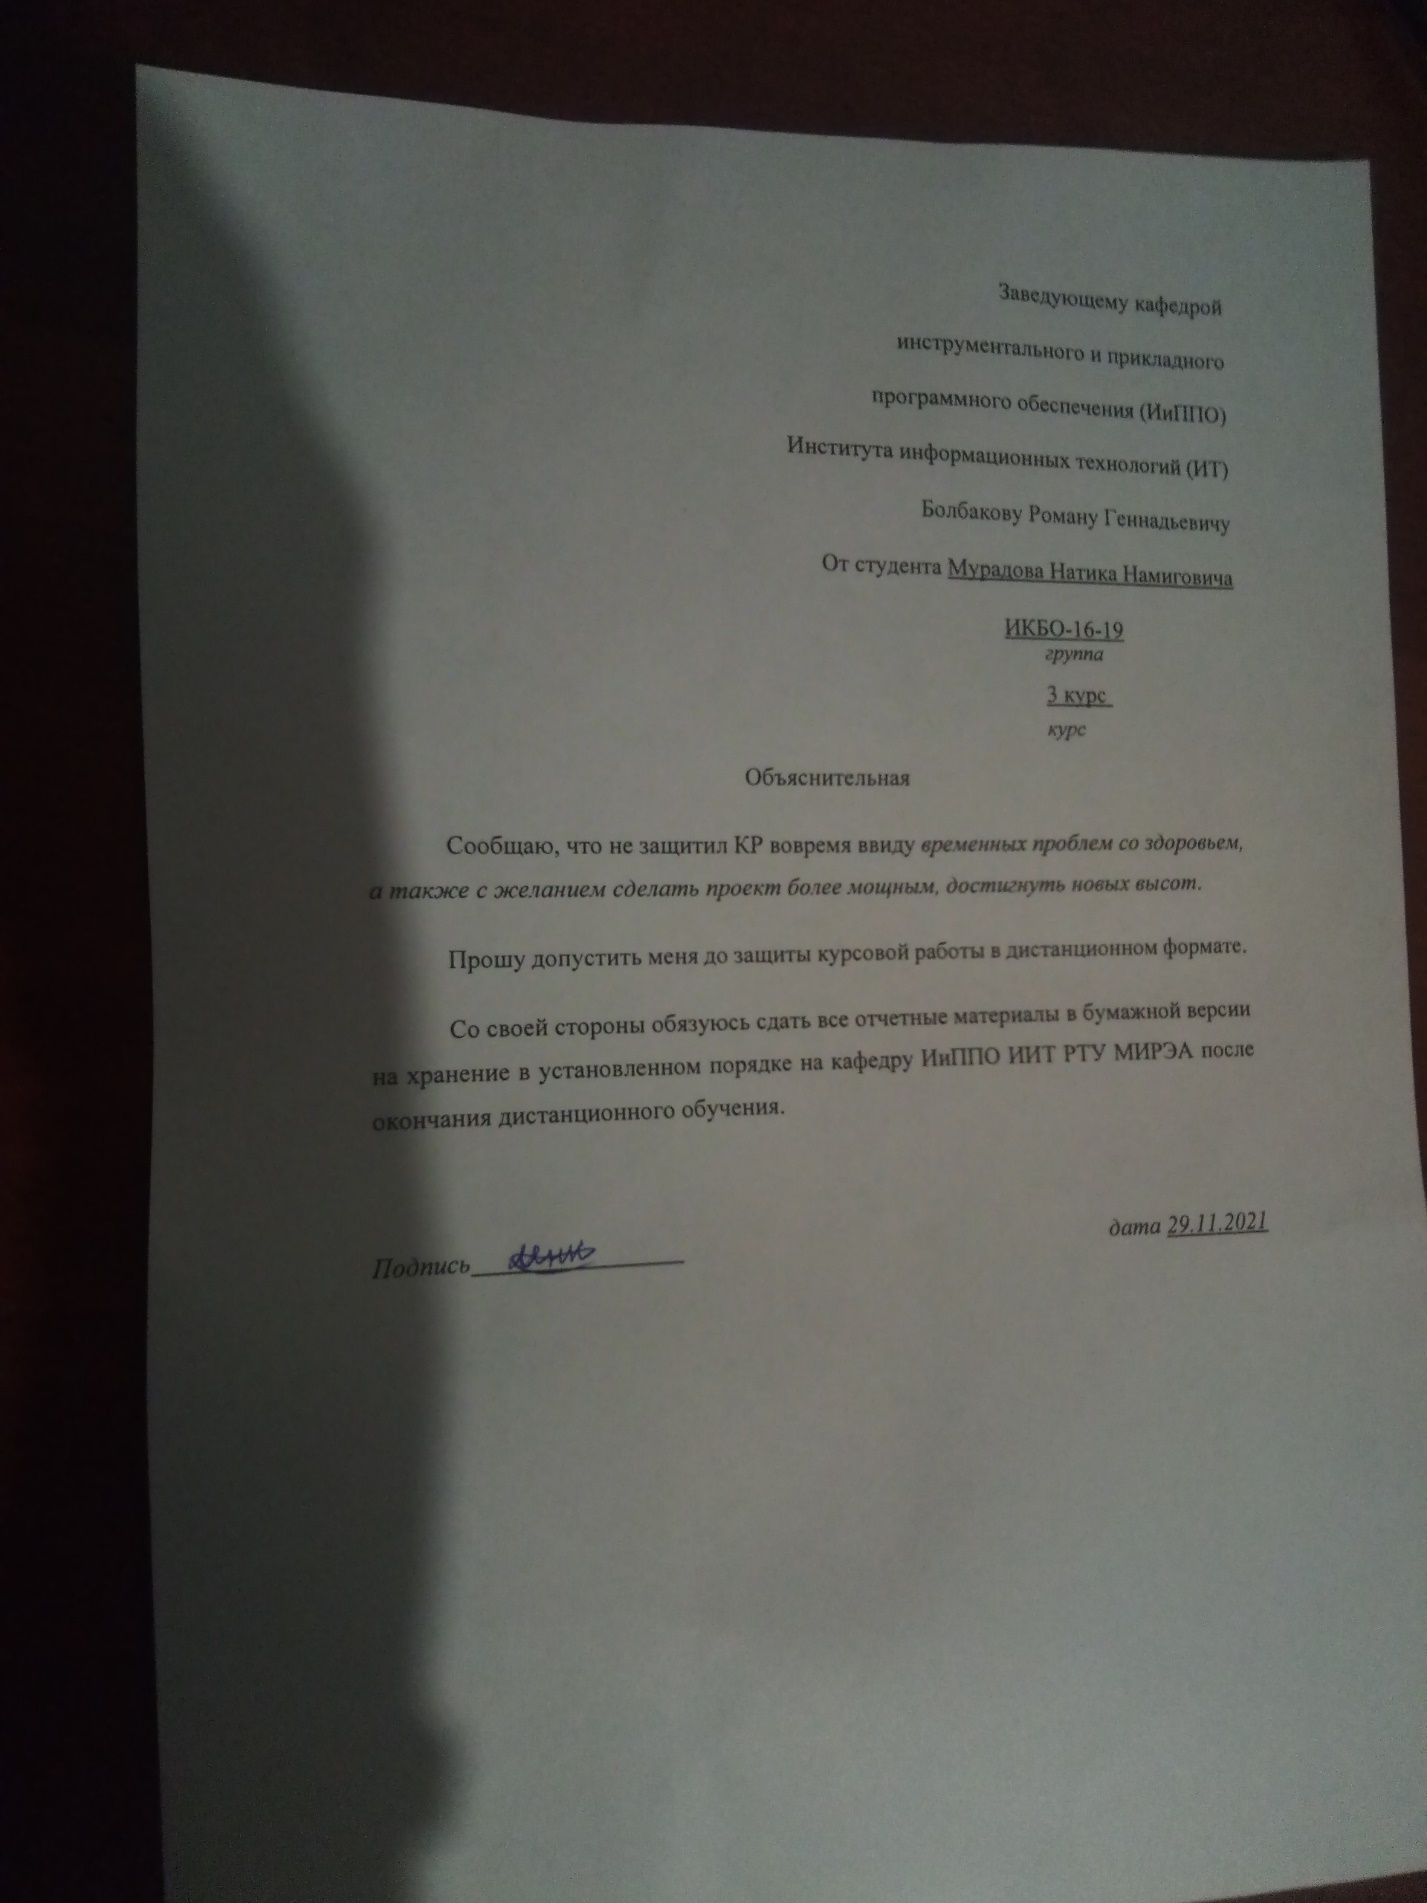 Заведующему кафедрой
инструментального и прикладного
программного обеспечения (ИиППО)
Института информационных технологий (ИТ)
Болбакову Роману Геннадьевичу
От студента Мурадова Натика Намиговича
ИКБО-16-19
группа
3 курс
курс
Объяснительная
Сообщаю, что не защитил КР вовремя ввиду временных проблем со здоровьем,
а также с желанием сделать проект более мощным, достигнуть новых высот.
Прошу допустить меня до защиты курсовой работы в дистанционном формате.
Со своей стороны обязуюсь сдать все отчетные материалы в бумажной версии
на хранение в установленном порядке на кафедру ИиППО ИИТ РТУ МИРЭА после
окончания дистанционного обучения.
дата 29.11.2021
Подпись